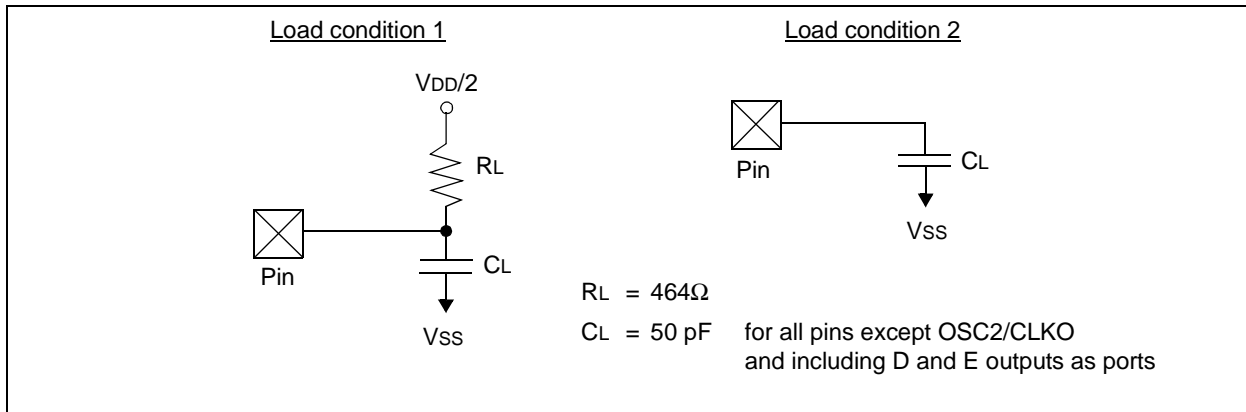 Load condition 1
VDD/2
RL
Pin
CL
VSS
Load condition 2
Pin
CL
VSS
RL = 464Ω
CL = 50 pF for all pins except OSC2/CLKO
and including D and E outputs as ports